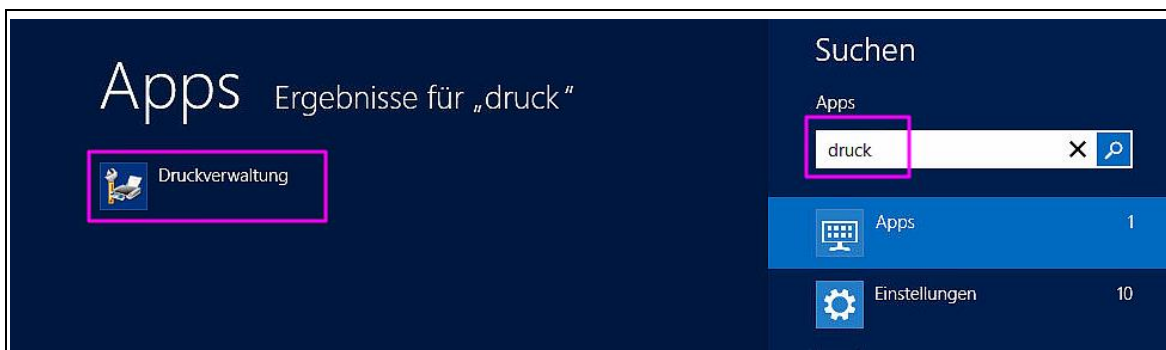 Apps Ergebnisse für „druck“
Druckverwaltung
Suchen
Apps
druck
Apps 1
Einstellungen 10